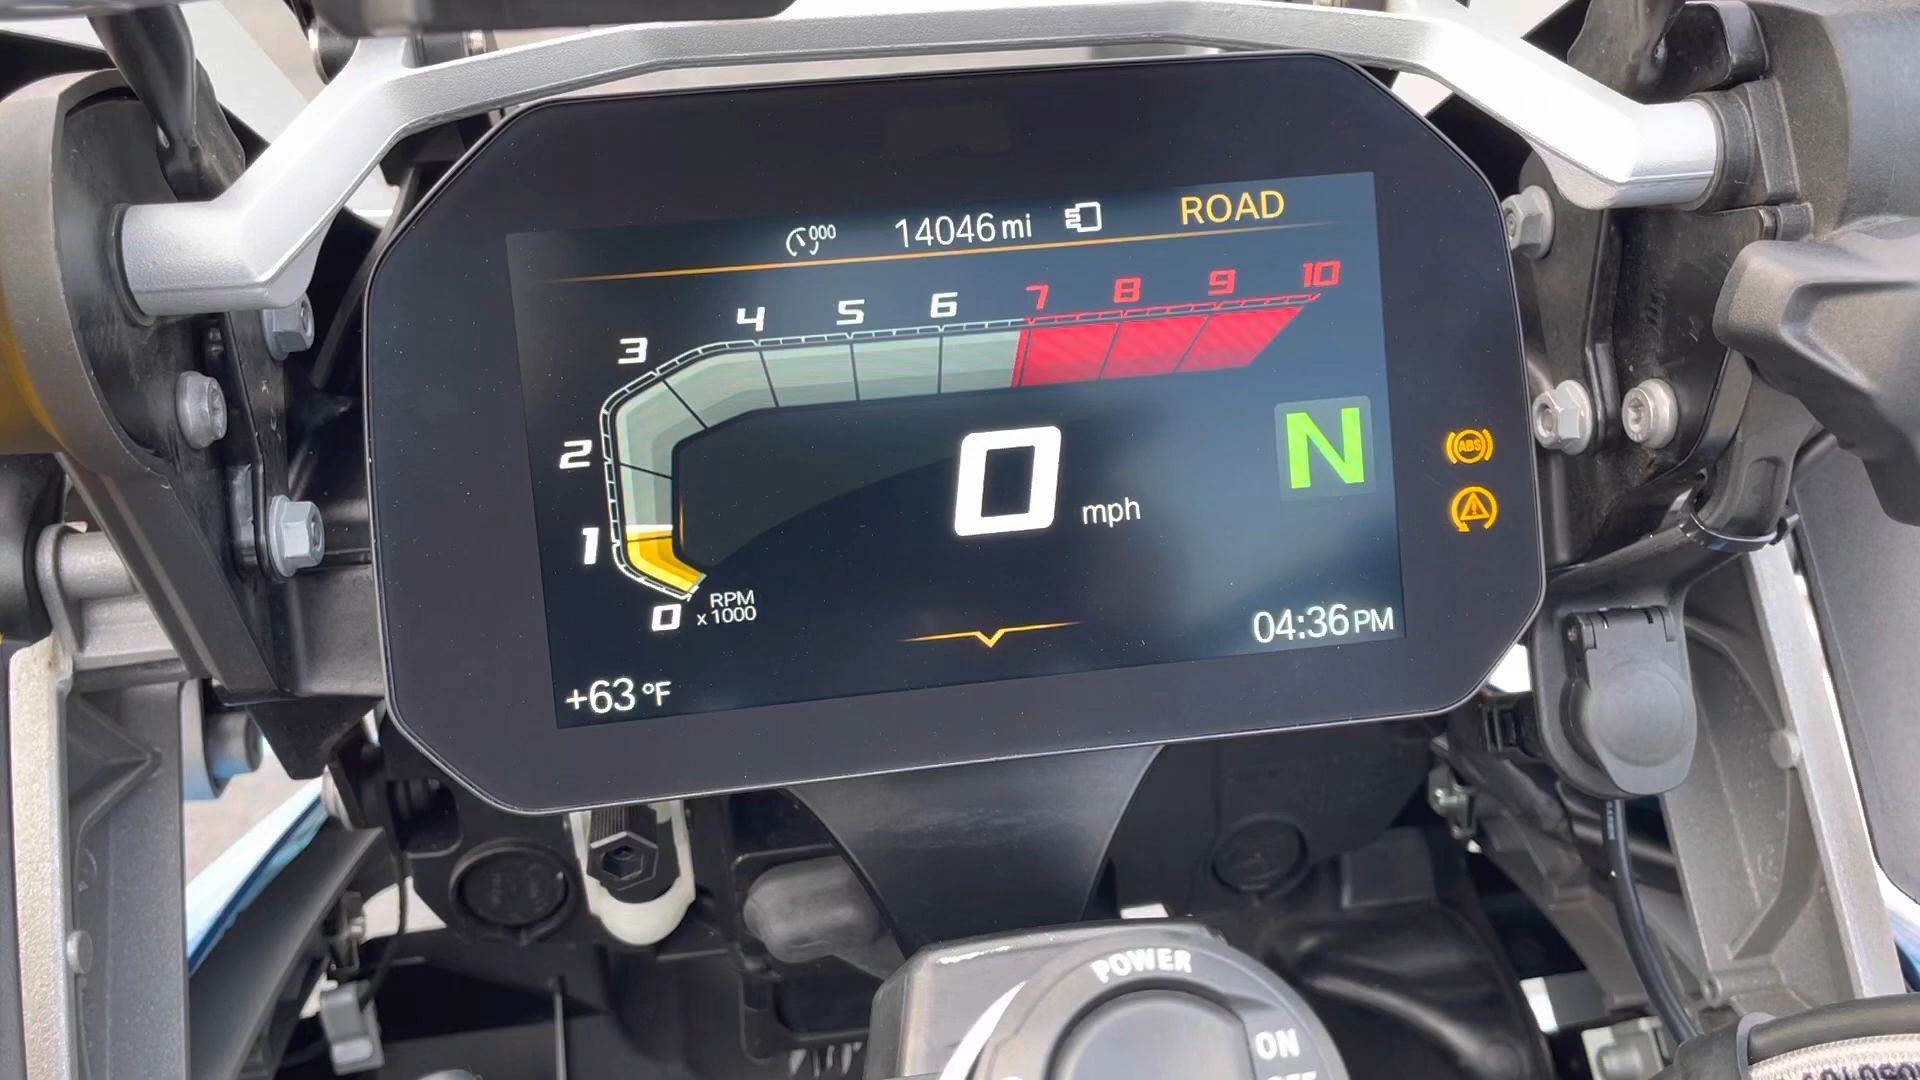 000 14046 mi ROAD
4 5 6 7 8 9 10
3
2
1
0 RPM
x 1000
0 mph
N
ABS
+63 °F
04:36 PM
POWER
ON